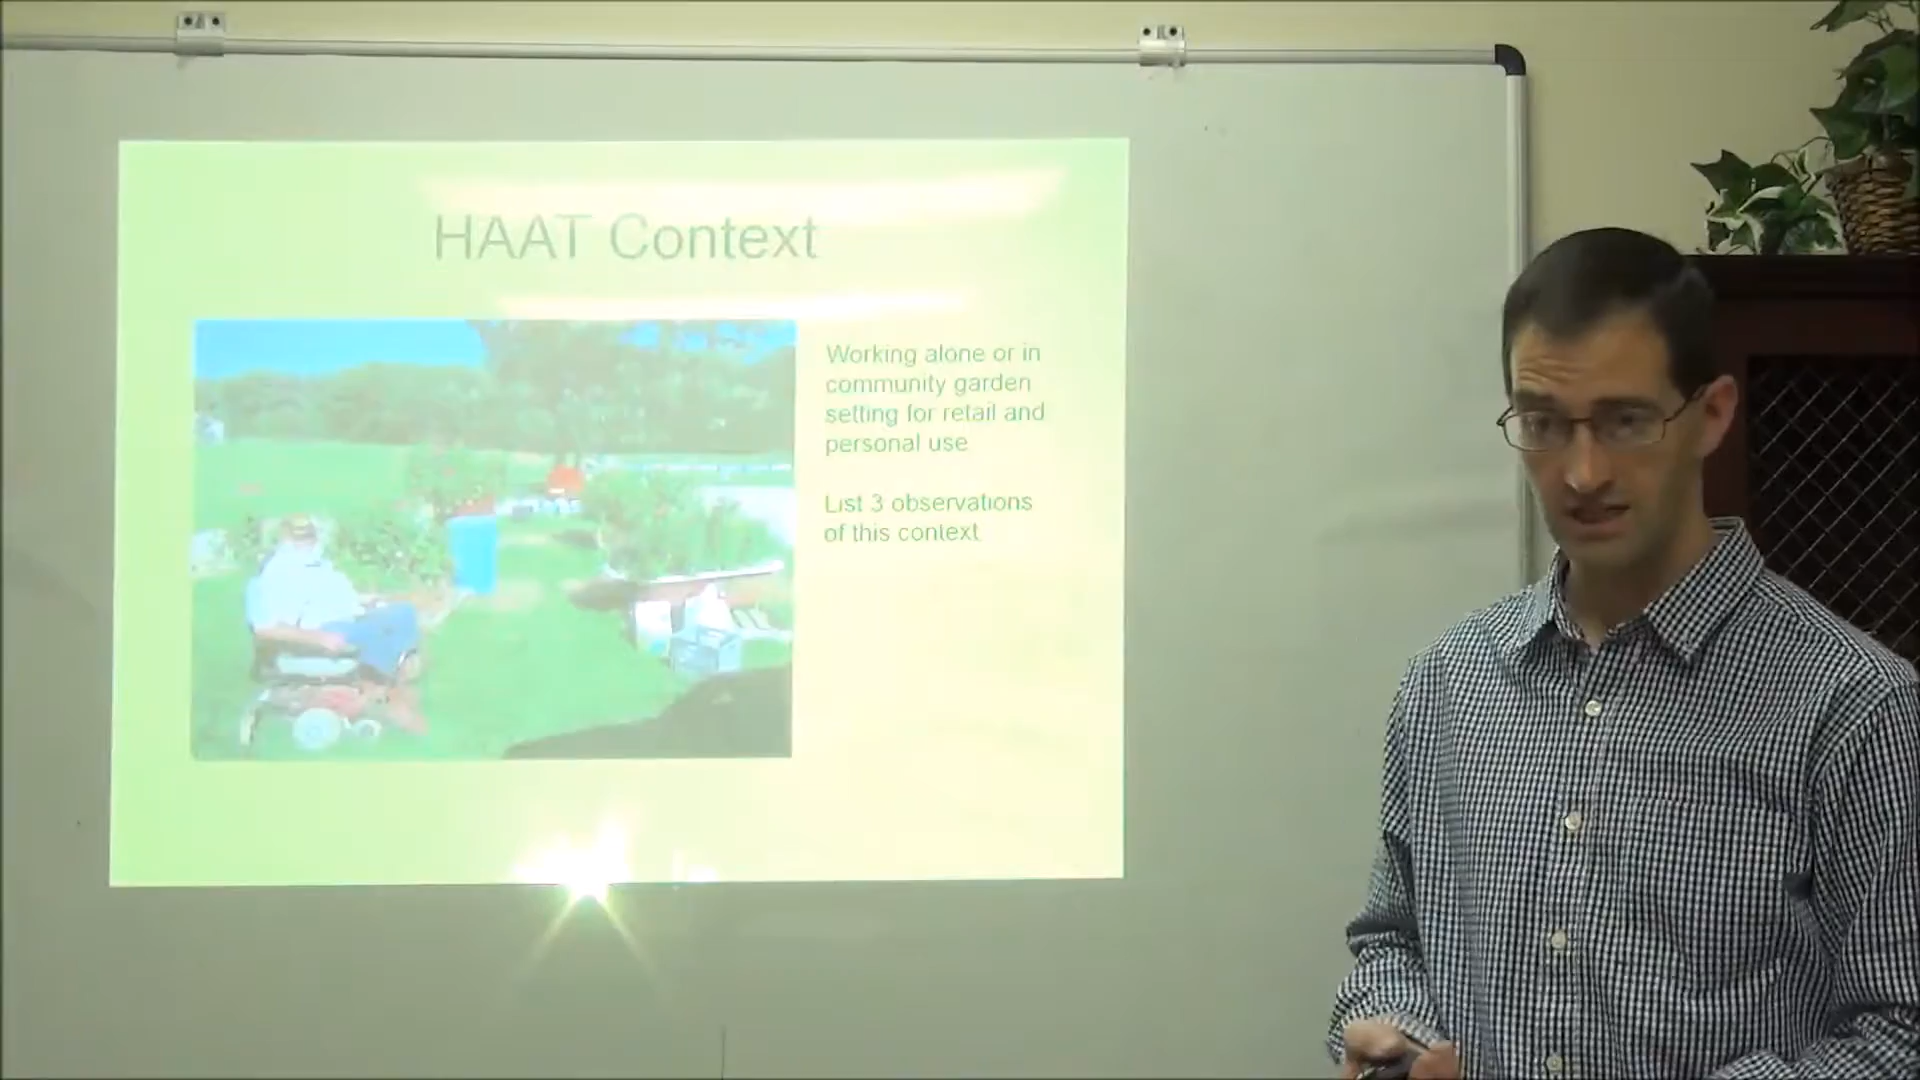 HAAT Context
Working alone or in
community garden
setting for retail and
personal use
List 3 observations
of this context